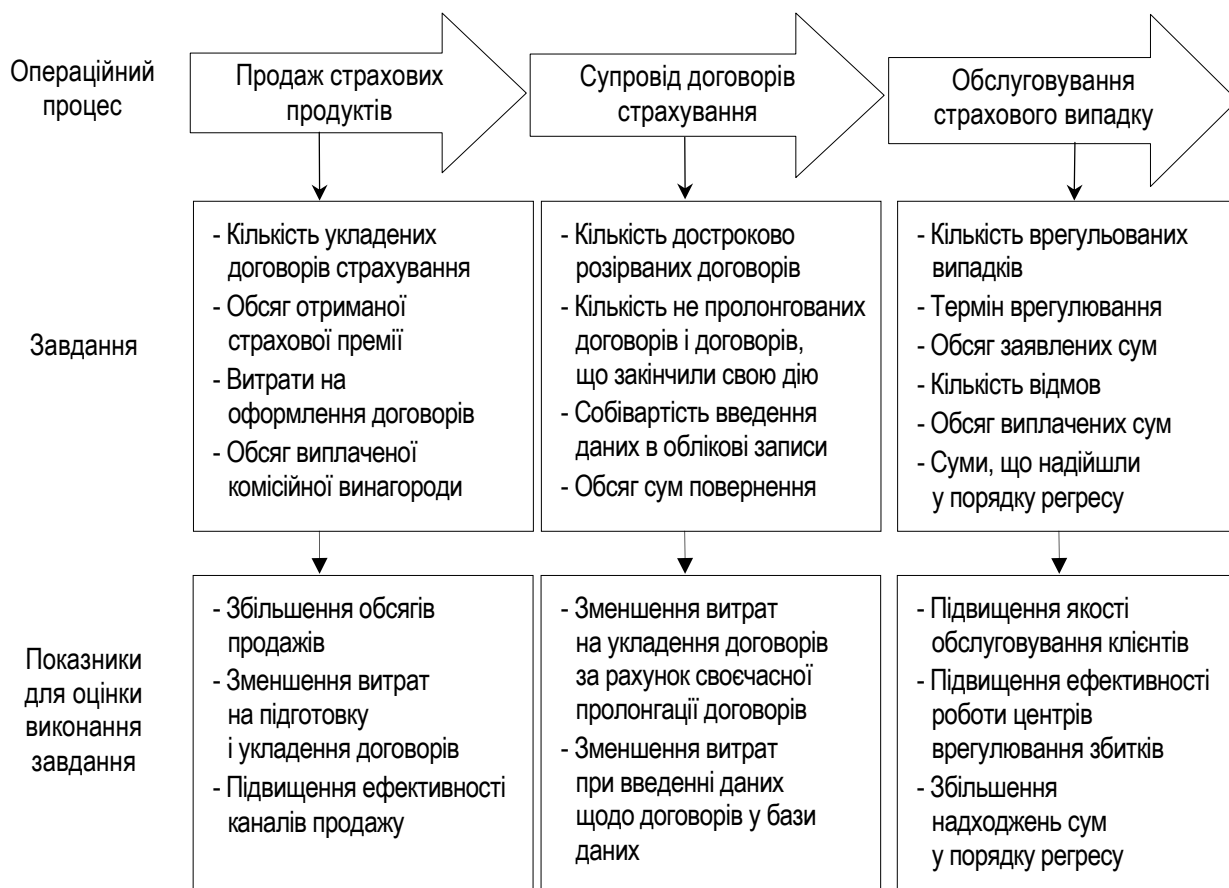 Операційний
процес
Продаж страхових
продуктів
Супровід договорів
страхування
Обслуговування
страхового випадку
Завдання
- Кількість укладених
договорів страхування
- Обсяг отриманої
страхової премії
- Витрати на
оформлення договорів
- Обсяг виплаченої
комісійної винагороди
- Кількість достроково
розірваних договорів
- Кількість не пролонгованих
договорів і договорів,
що закінчили свою дію
- Собівартість введення
даних в облікові записи
- Обсяг сум повернення
- Кількість врегульованих
випадків
- Термін врегулювання
- Обсяг заявлених сум
- Кількість відмов
- Обсяг виплачених сум
- Суми, що надійшли
у порядку регресу
Показники
для оцінки
виконання
завдання
- Збільшення обсягів
продажів
- Зменшення витрат
на підготовку
і укладення договорів
- Підвищення ефективності
каналів продажу
- Зменшення витрат
на укладення договорів
за рахунок своєчасної
пролонгації договорів
- Зменшення витрат
при введенні даних
щодо договорів у бази
даних
- Підвищення якості
обслуговування клієнтів
- Підвищення ефективності
роботи центрів
врегулювання збитків
- Збільшення
надходжень сум
у порядку регресу